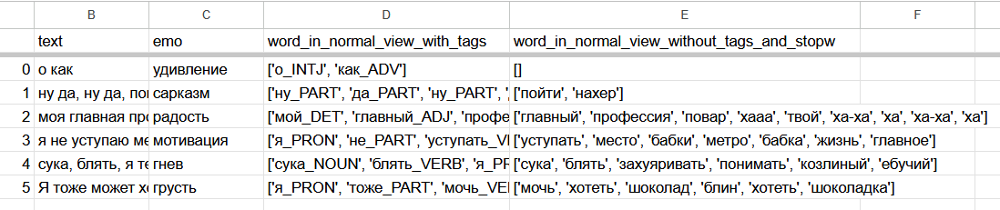 B C D E F
text emo word_in_normal_view_with_tags word_in_normal_view_without_tags_and_stopw
0 о как удивление ['о_INTJ', 'как_ADV'] []
1 ну да, ну да, по сарказм ['ну_PART', 'да_PART', 'ну_PART', ' ['пойти', 'нахер']
2 моя главная про радость ['мой_DET', 'главный_ADJ', 'профе ['главный', 'профессия', 'повар', 'хааа', 'твой', 'ха-ха', 'ха', 'ха-ха', 'ха']
3 я не уступаю ме мотивация ['я_PRON', 'не_PART', 'уступать_VE ['уступать', 'место', 'бабки', 'метро', 'бабка', 'жизнь', 'главное']
4 сука, блять, я те гнев ['сука_NOUN', 'блять_VERB', 'я_PR ['сука', 'блять', 'захуяривать', 'понимать', 'козлиный', 'ебучий']
5 Я тоже может хо грусть ['я_PRON', 'тоже_PART', 'мочь_VE ['мочь', 'хотеть', 'шоколад', 'блин', 'хотеть', 'шоколадка']